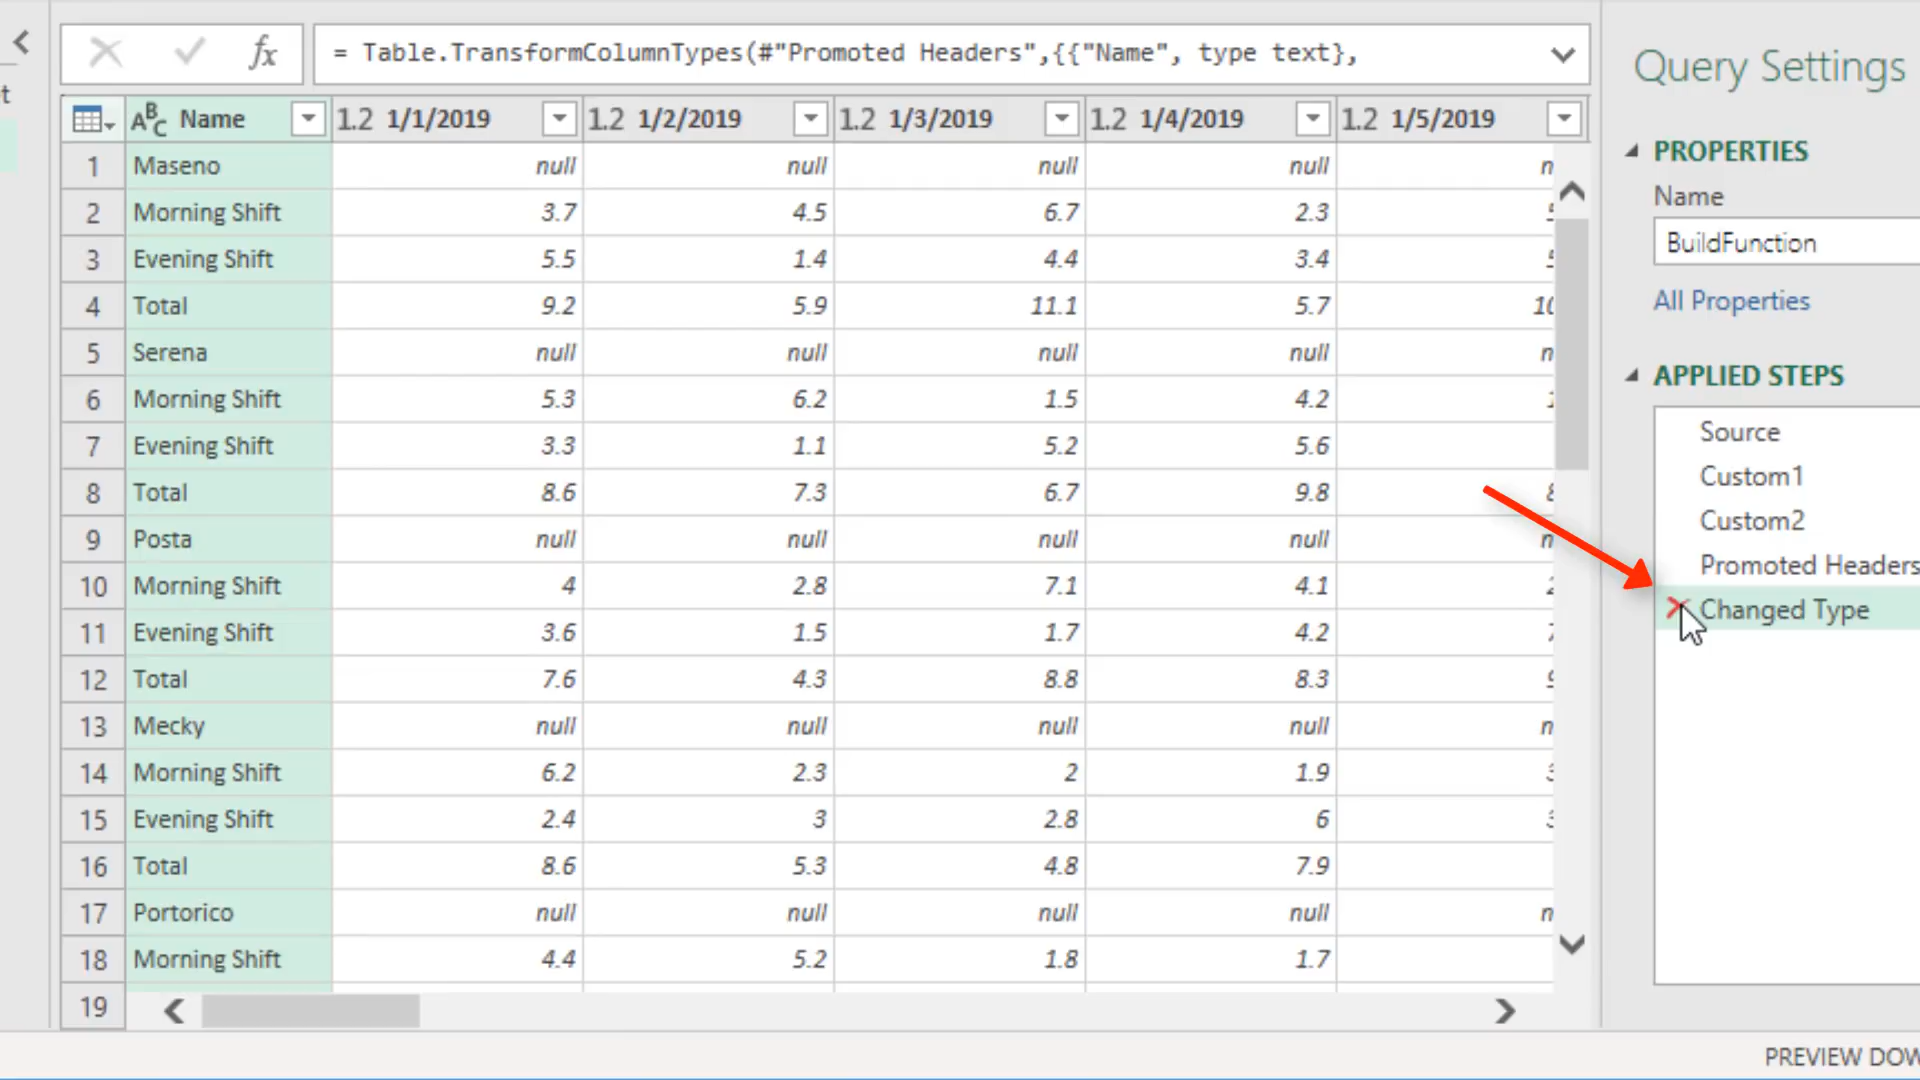 t
= Table.TransformColumnTypes(#"Promoted Headers",{{"Name", type text},
ABC Name 1.2 1/1/2019 1.2 1/2/2019 1.2 1/3/2019 1.2 1/4/2019 1.2 1/5/2019
1 Maseno null null null null n
2 Morning Shift 3.7 4.5 6.7 2.3
3 Evening Shift 5.5 1.4 4.4 3.4
4 Total 9.2 5.9 11.1 5.7
5 Serena null null null null n
6 Morning Shift 5.3 6.2 1.5 4.2
7 Evening Shift 3.3 1.1 5.2 5.6
8 Total 8.6 7.3 6.7 9.8
9 Posta null null null null n
10 Morning Shift 4 2.8 7.1 4.1
11 Evening Shift 3.6 1.5 1.7 4.2
12 Total 7.6 4.3 8.8 8.3
13 Mecky null null null null n
14 Morning Shift 6.2 2.3 2 1.9
15 Evening Shift 2.4 3 2.8 6
16 Total 8.6 5.3 4.8 7.9
17 Portorico null null null null n
18 Morning Shift 4.4 5.2 1.8 1.7
19
Query Settings
PROPERTIES
Name
BuildFunction
All Properties
APPLIED STEPS
Source
Custom1
Custom2
Promoted Headers
Changed Type
PREVIEW DOW